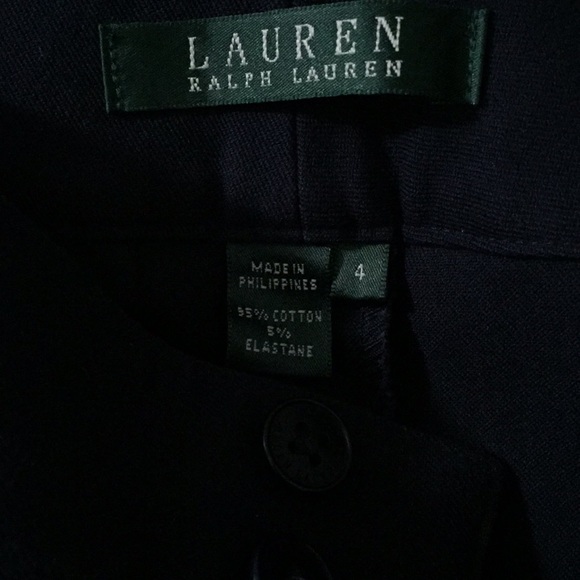 LAUREN
RALPH LAUREN
MADE IN
PHILIPPINES
4
95% COTTON
5%
ELASTANE